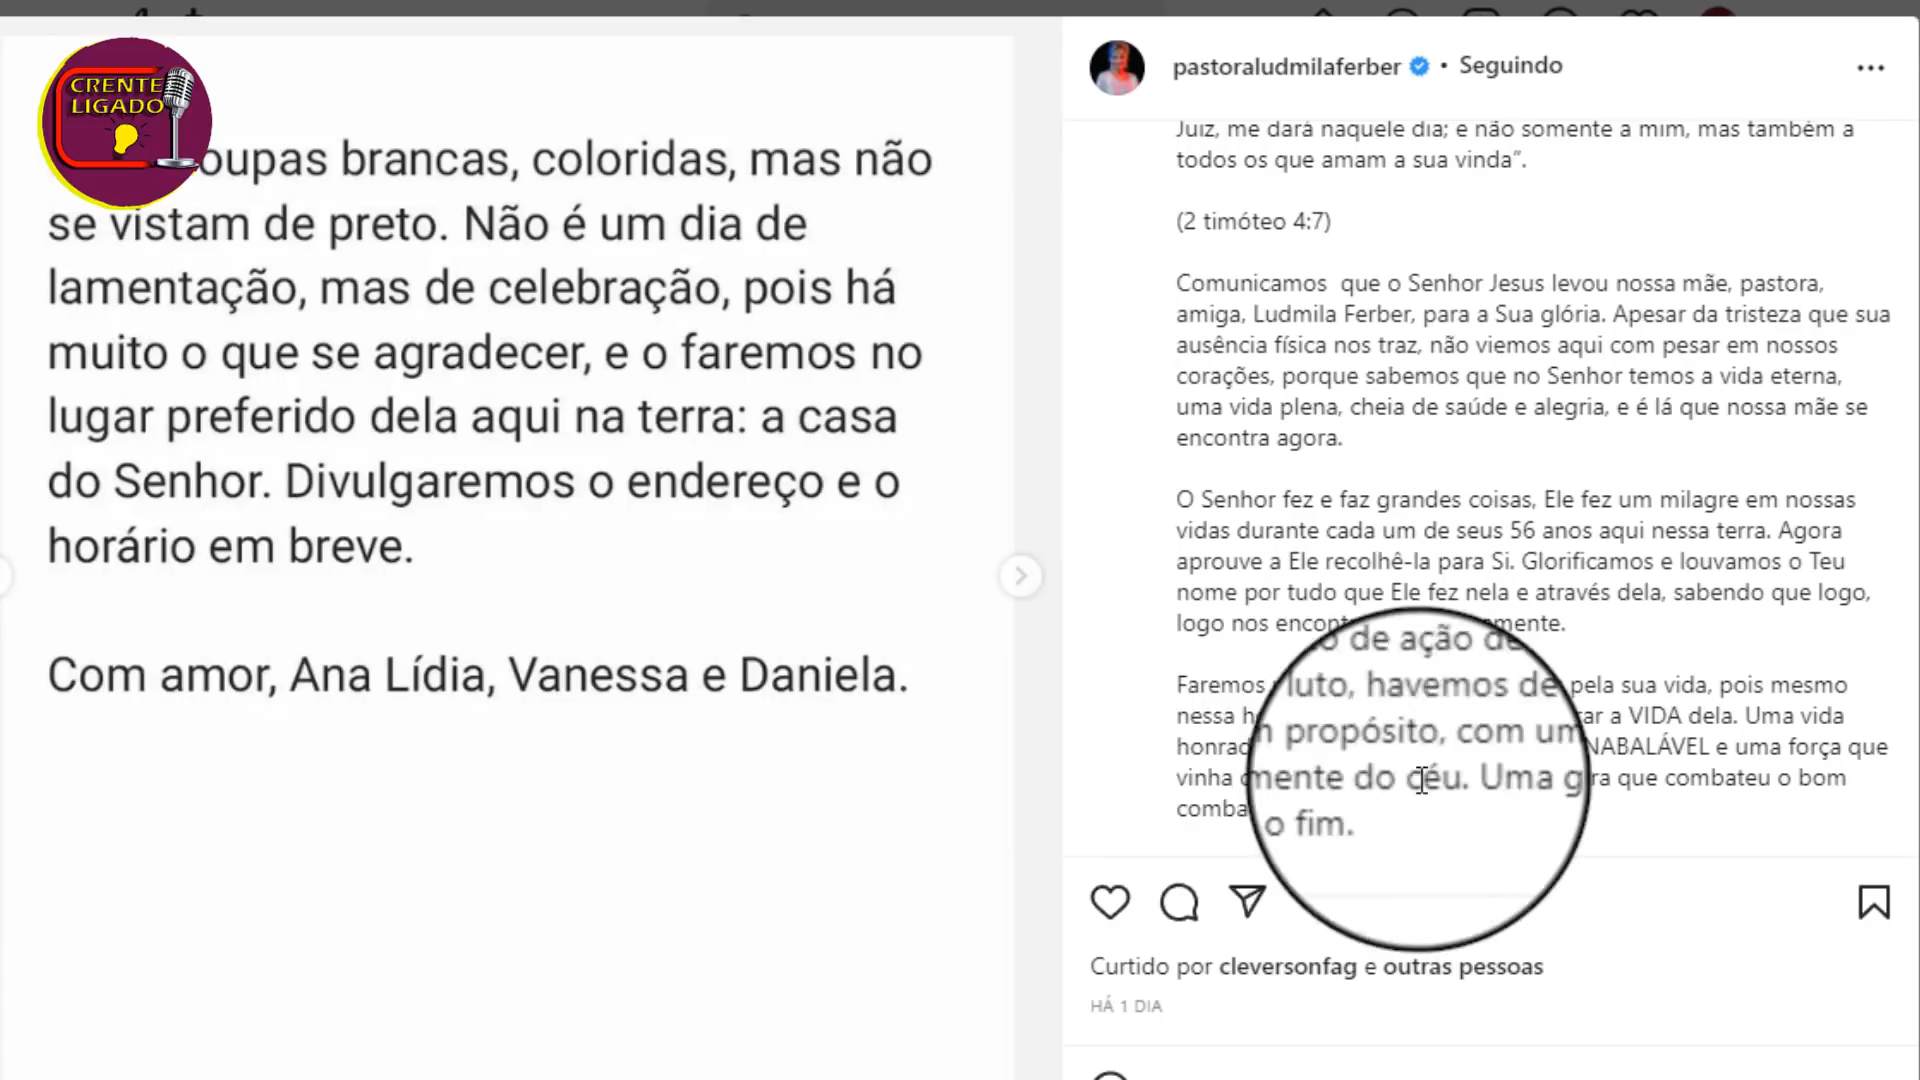 CRENTE
LIGADO
oupas brancas, coloridas, mas não
se vistam de preto. Não é um dia de
lamentação, mas de celebração, pois há
muito o que se agradecer, e o faremos no
lugar preferido dela aqui na terra: a casa
do Senhor. Divulgaremos o endereço e o
horário em breve.
Com amor, Ana Lídia, Vanessa e Daniela.
pastoraludmilaferber • Seguindo
Juiz, me dará naquele dia; e não somente a mim, mas também a
todos os que amam a sua vinda”.
(2 timóteo 4:7)
Comunicamos que o Senhor Jesus levou nossa mãe, pastora,
amiga, Ludmila Ferber, para a Sua glória. Apesar da tristeza que sua
ausência física nos traz, não viemos aqui com pesar em nossos
corações, porque sabemos que no Senhor temos a vida eterna,
uma vida plena, cheia de saúde e alegria, e é lá que nossa mãe se
encontra agora.
O Senhor fez e faz grandes coisas, Ele fez um milagre em nossas
vidas durante cada um de seus 56 anos aqui nessa terra. Agora
aprouve a Ele recolhê-la para Si. Glorificamos e louvamos o Teu
nome por tudo que Ele fez nela e através dela, sabendo que logo,
logo nos encont mente.
o de ação de
Faremos luto, havemos de pela sua vida, pois mesmo
nessa h propósito, com um ar a VIDA dela. Uma vida
honrad NABALÁVEL e uma força que
vinha mente do céu. Uma g ra que combateu o bom
comba o fim.
Curtido por cleversonfag e outras pessoas
HÁ 1 DIA